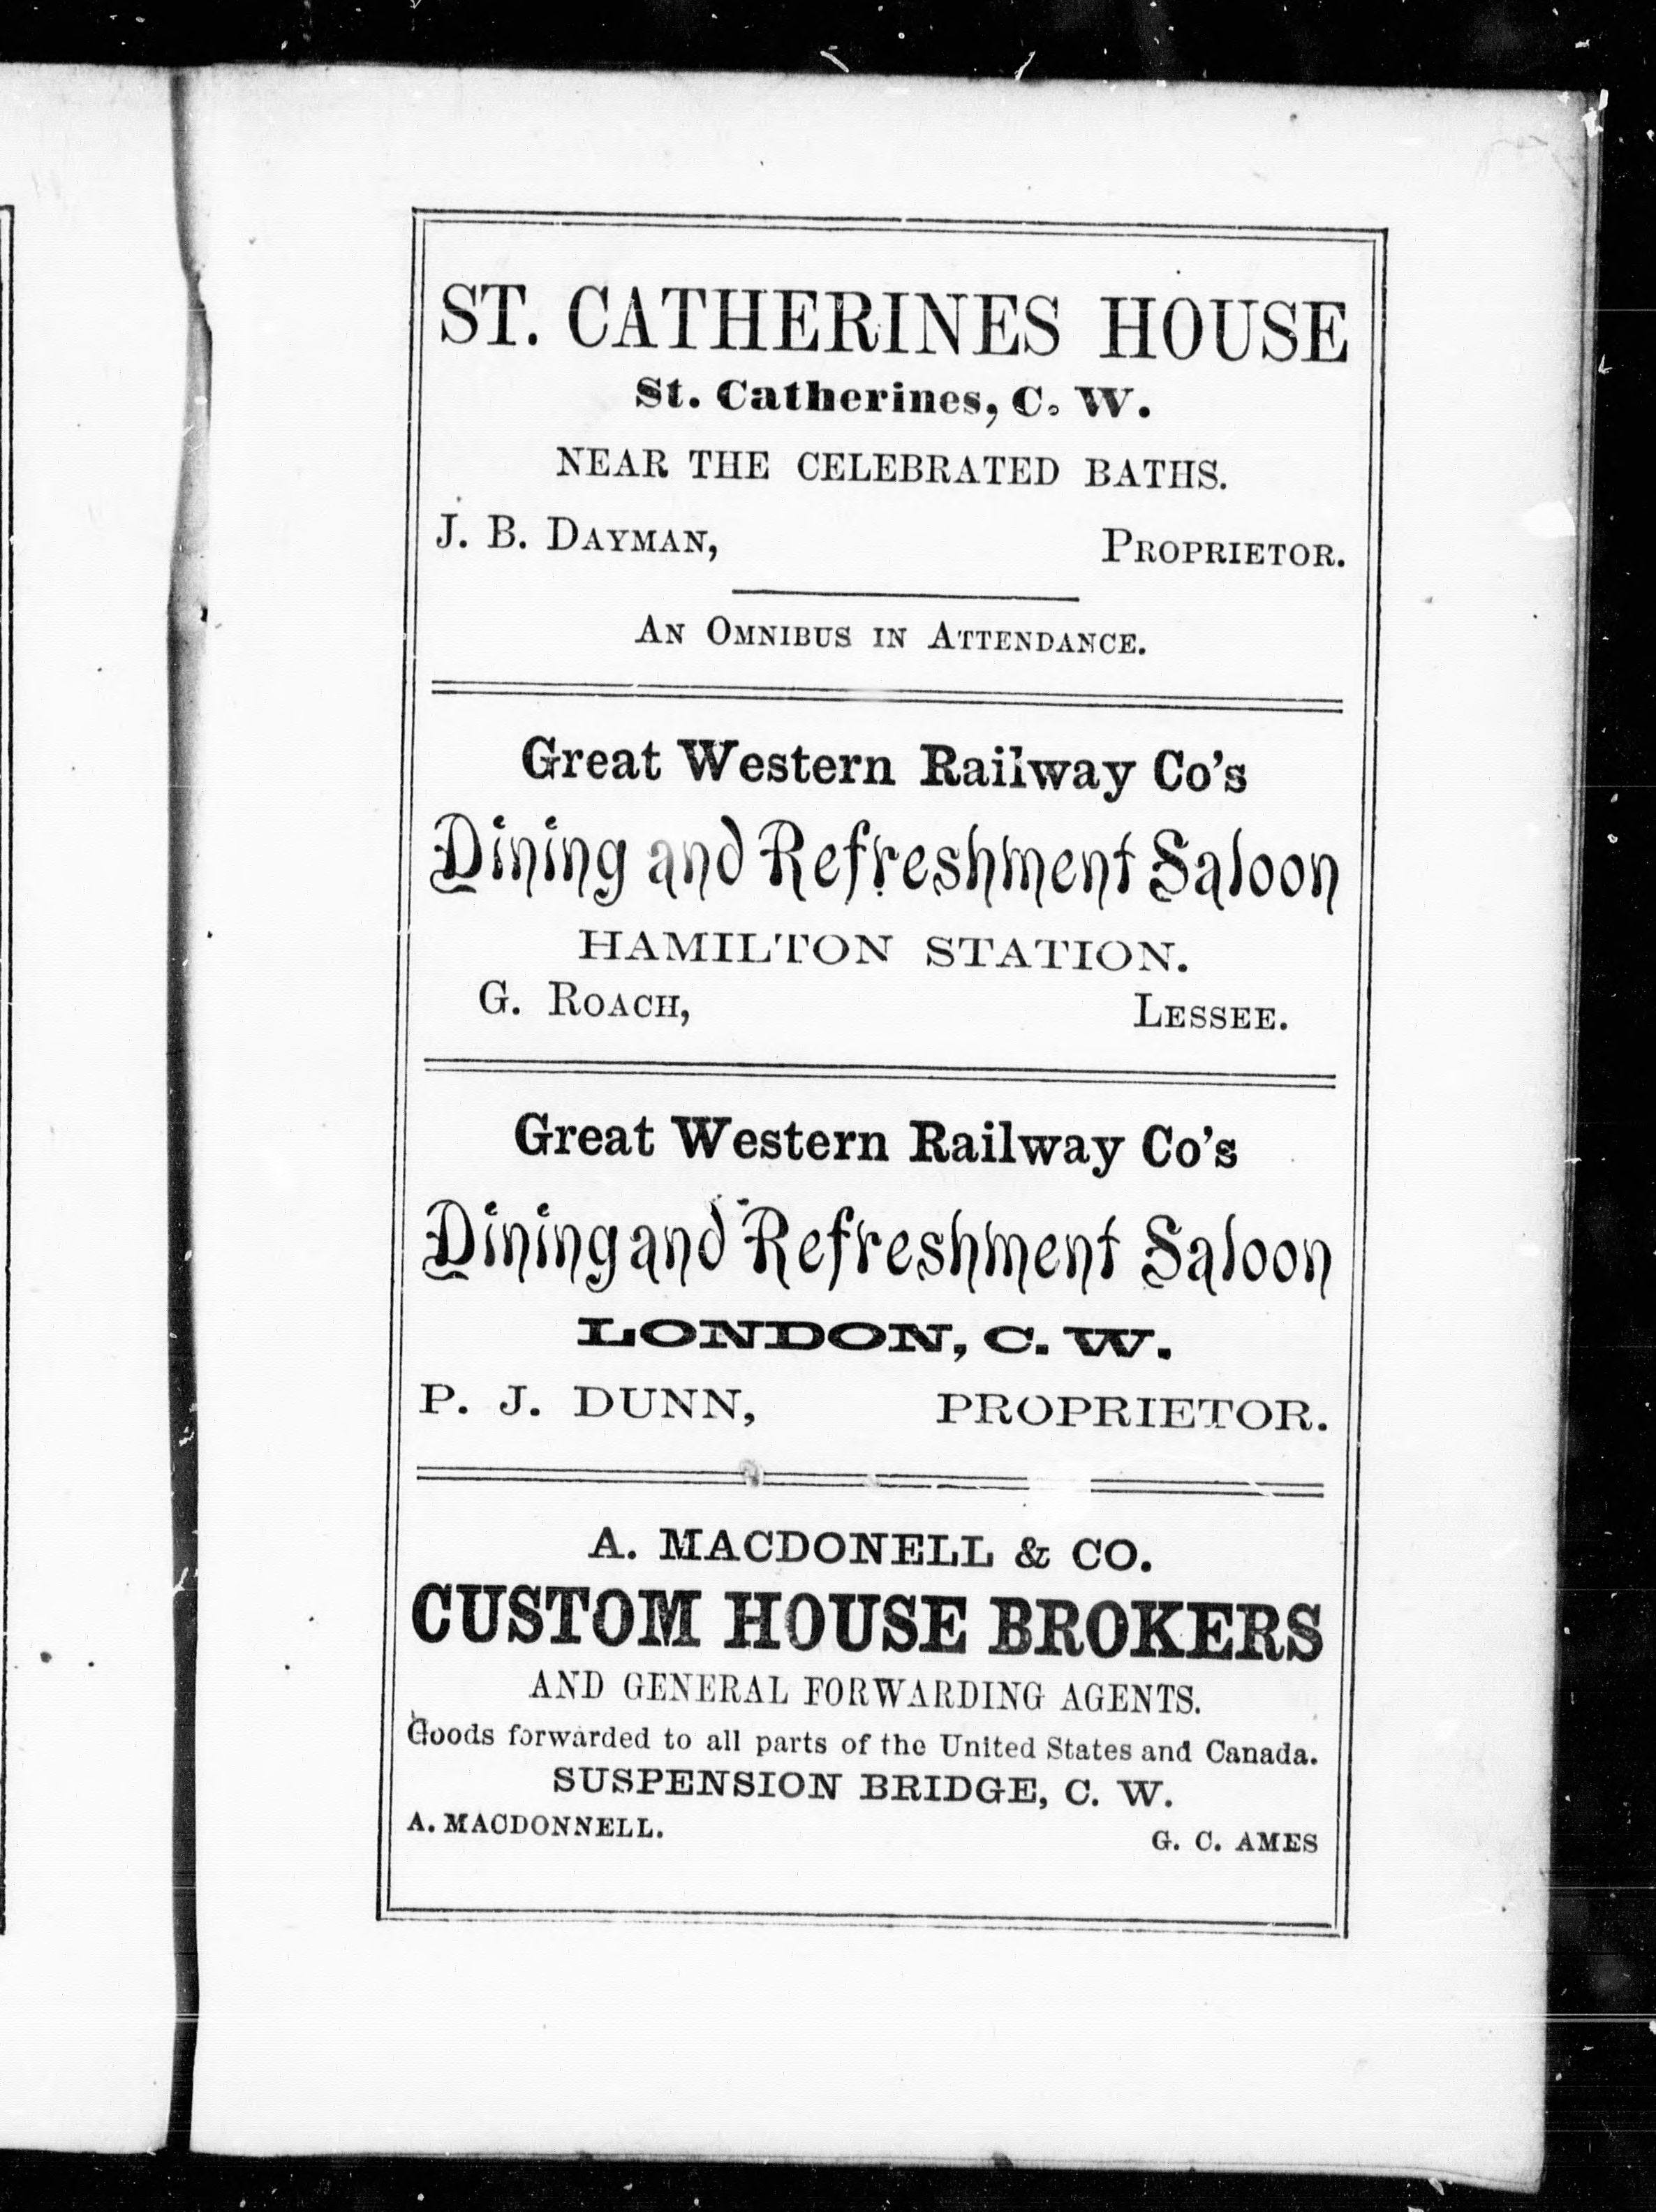 ST. CATHERINES HOUSE
St. Catherines, C. W.
NEAR THE CELEBRATED BATHS.
J. B. DAYMAN, PROPRIETOR.
AN OMNIBUS IN ATTENDANCE.
Great Western Railway Co's
Dining and Refreshment Saloon
HAMILTON STATION.
G. ROACH, LESSEE.
Great Western Railway Co's
Dining and Refreshment Saloon
LONDON, C. W.
P. J. DUNN, PROPRIETOR.
A. MACDONELL & CO.
CUSTOM HOUSE BROKERS
AND GENERAL FORWARDING AGENTS.
Goods forwarded to all parts of the United States and Canada.
SUSPENSION BRIDGE, C. W.
A. MACDONNELL. G. C. AMES